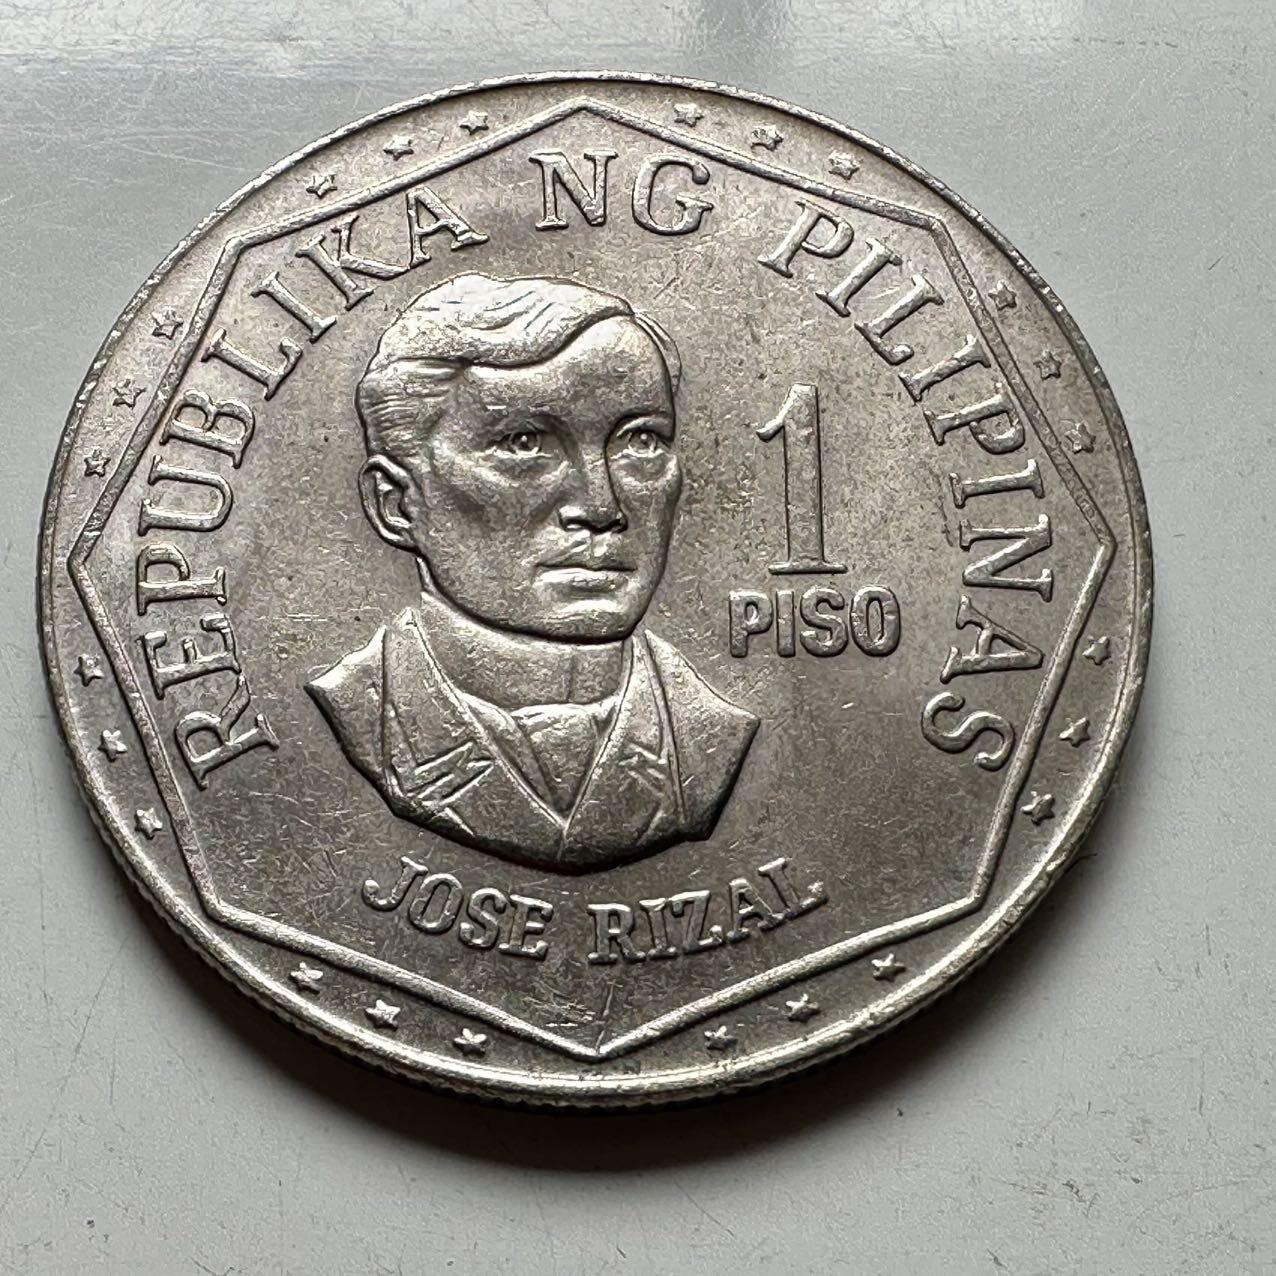 REPUBLIKA NG PILIPINAS
1
PISO
JOSE RIZAL